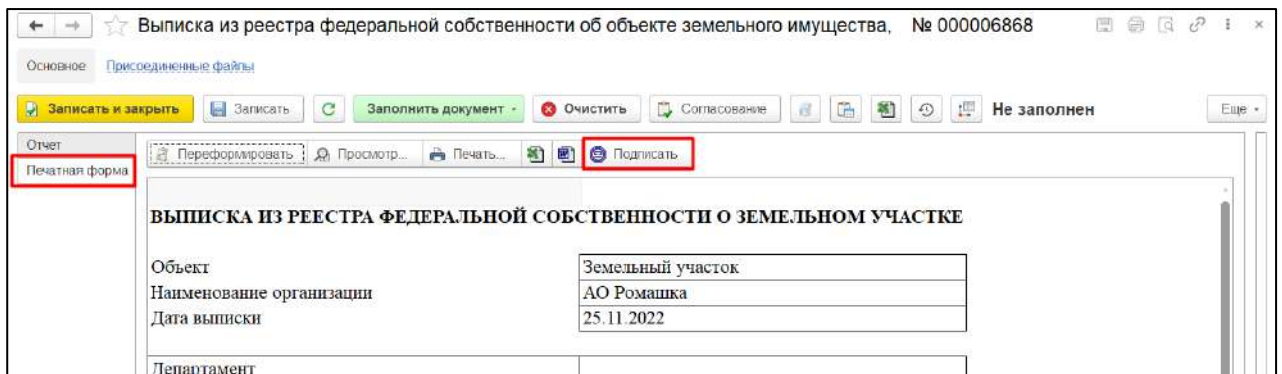 Выписка из реестра федеральной собственности об объекте земельного имущества, № 000006868
Основное Присоединенные файлы
Записать и закрыть Записать Заполнить документ Очистить Согласование Не заполнен Еще
Отчет
Переформировать Просмотр... Печать... Подписать
Печатная форма
ВЫПИСКА ИЗ РЕЕСТРА ФЕДЕРАЛЬНОЙ СОБСТВЕННОСТИ О ЗЕМЕЛЬНОМ УЧАСТКЕ
Объект Земельный участок
Наименование организации АО Ромашка
Дата выписки 25.11.2022
Департамент